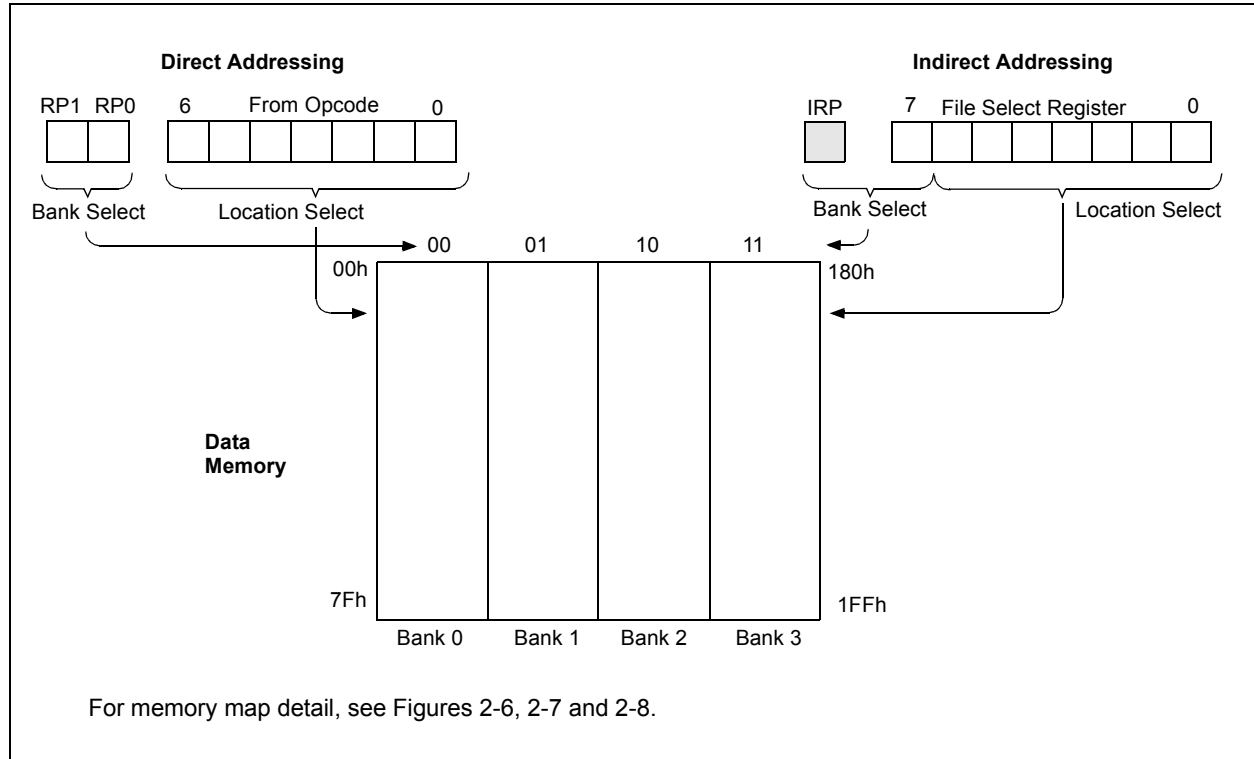 Direct Addressing
Indirect Addressing
RP1 RP0 6 From Opcode 0
IRP 7 File Select Register 0
Bank Select Location Select
Bank Select Location Select
00 01 10 11
00h 180h
Data
Memory
7Fh 1FFh
Bank 0 Bank 1 Bank 2 Bank 3
For memory map detail, see Figures 2-6, 2-7 and 2-8.